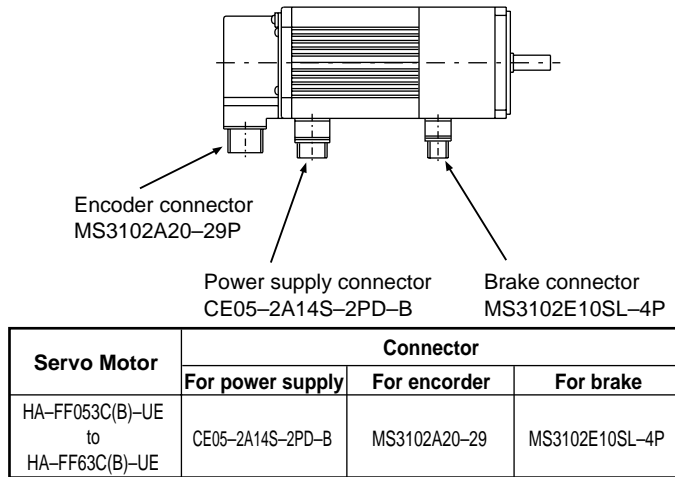 Encoder connector
MS3102A20–29P
Power supply connector
CE05–2A14S–2PD–B
Brake connector
MS3102E10SL–4P
Servo Motor
Connector
For power supply
For encorder
For brake
HA–FF053C(B)–UE
to
HA–FF63C(B)–UE
CE05–2A14S–2PD–B
MS3102A20–29
MS3102E10SL–4P